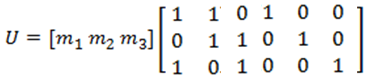 1 1 0 1 0 0
U = [m₁ m₂ m₃] 0 1 1 0 1 0
1 0 1 0 0 1